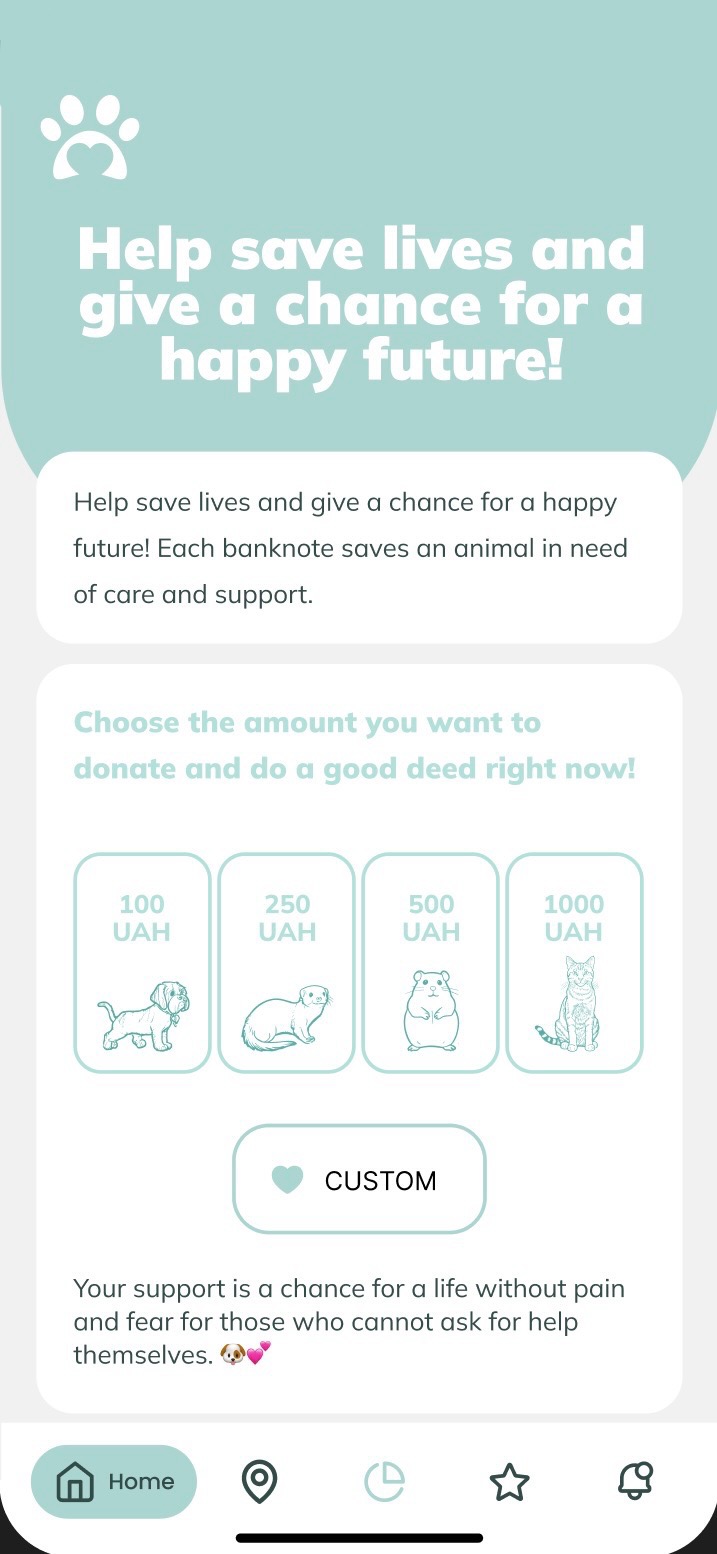 Help save lives and
give a chance for a
happy future!
Help save lives and give a chance for a happy
future! Each banknote saves an animal in need
of care and support.
Choose the amount you want to
donate and do a good deed right now!
100
UAH
250
UAH
500
UAH
1000
UAH
CUSTOM
Your support is a chance for a life without pain
and fear for those who cannot ask for help
themselves. 🐶💕
Home